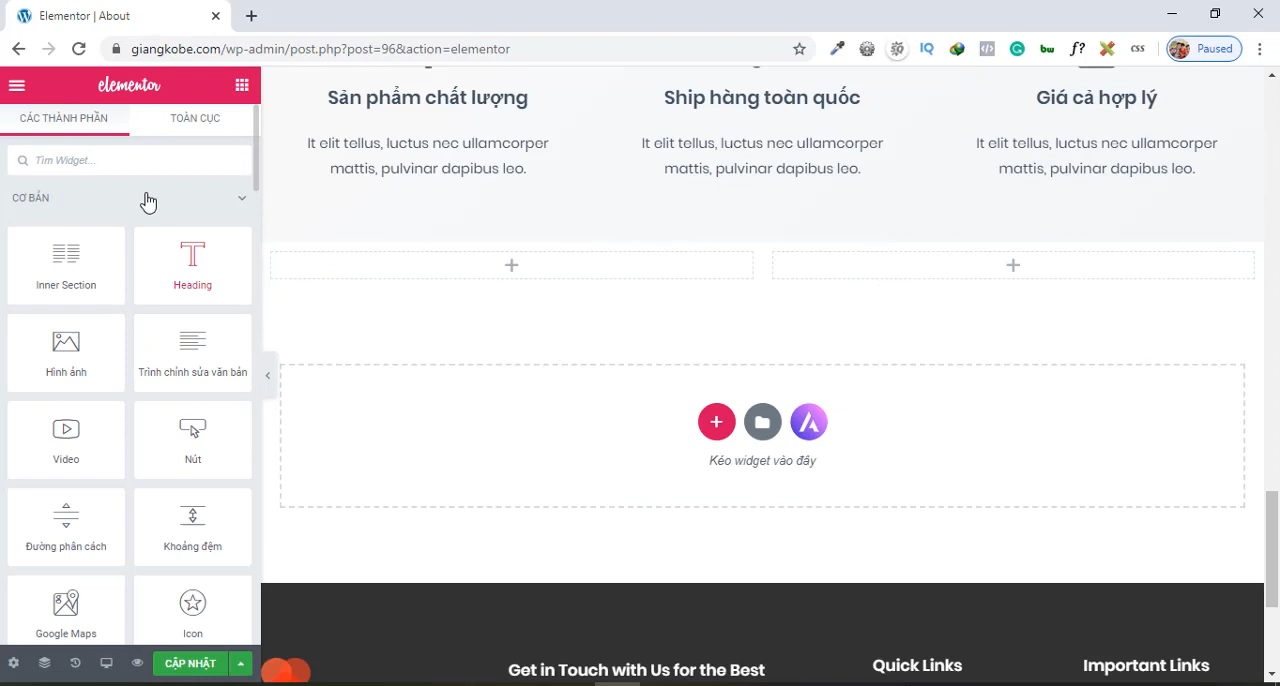 Elementor | About
giangkobe.com/wp-admin/post.php?post=96&action=elementor
IQ
bw
f?
css
Paused
elementor
CÁC THÀNH PHẦN
TOÀN CỤC
Tìm Widget...
CƠ BẢN
Inner Section
Heading
Hình ảnh
Trình chỉnh sửa văn bản
Video
Nút
Đường phân cách
Khoảng đệm
Google Maps
Icon
CẬP NHẬT
Sản phẩm chất lượng
Ship hàng toàn quốc
Giá cả hợp lý
It elit tellus, luctus nec ullamcorper
mattis, pulvinar dapibus leo.
It elit tellus, luctus nec ullamcorper
mattis, pulvinar dapibus leo.
It elit tellus, luctus nec ullamcorper
mattis, pulvinar dapibus leo.
Kéo widget vào đây
Get in Touch with Us for the Best
Quick Links
Important Links